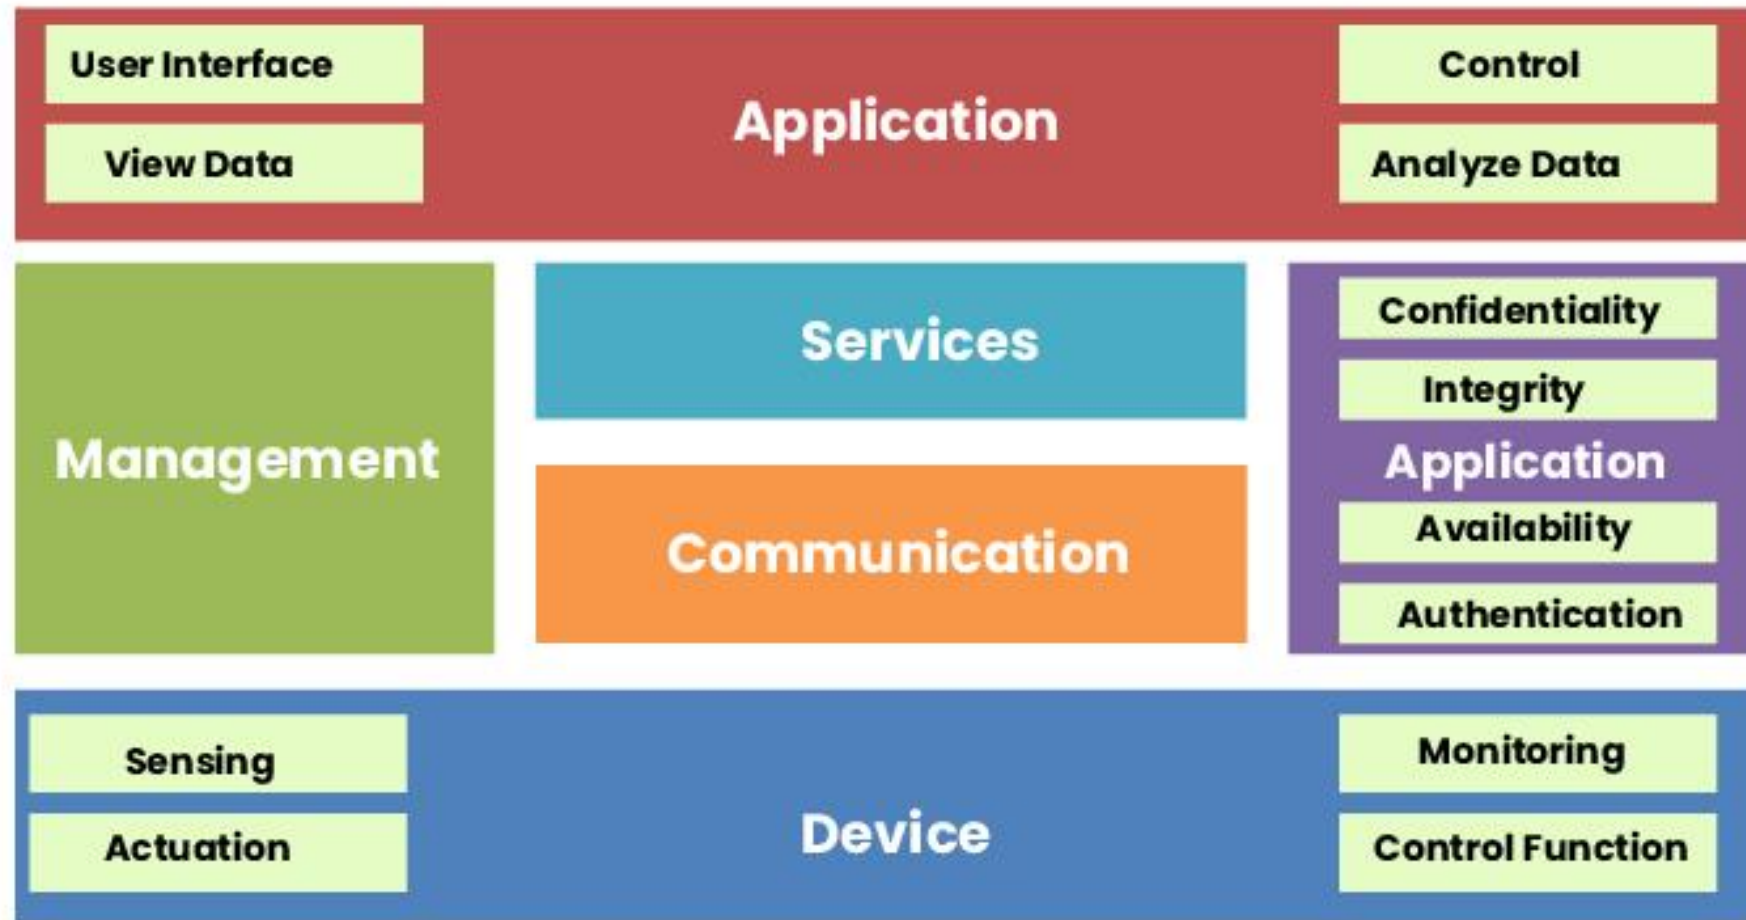 User Interface
View Data
Application
Control
Analyze Data
Management
Services
Communication
Confidentiality
Integrity
Application
Availability
Authentication
Sensing
Actuation
Device
Monitoring
Control Function